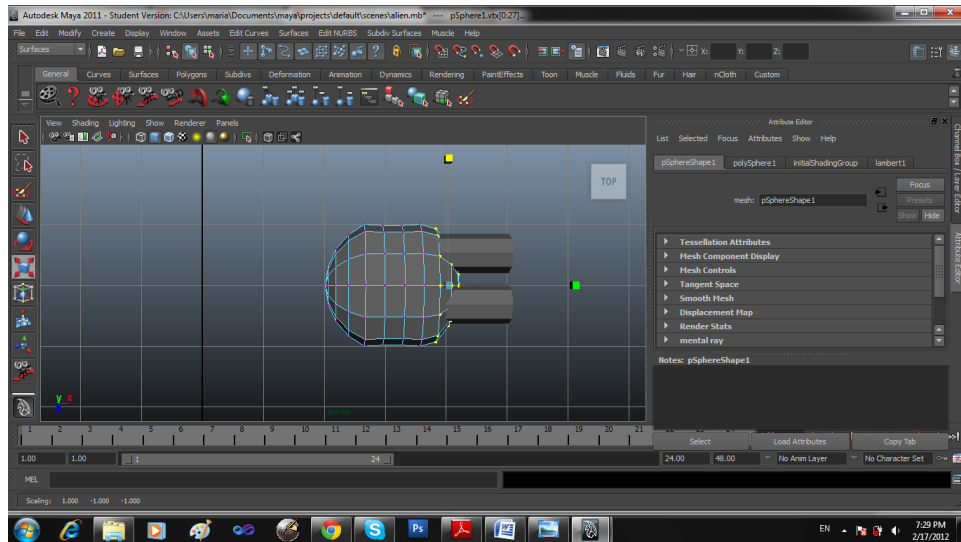 Autodesk Maya 2011 - Student Version: C:\Users\maria\Documents\maya\projects\default\scenes\alien.mb* --- pSphere1.vtx[0:27]...
File Edit Modify Create Display Window Assets Edit Curves Surfaces Edit NURBS Subdiv Surfaces Muscle Help
Surfaces X: Y: Z:
General Curves Surfaces Polygons Subdivs Deformation Animation Dynamics Rendering PaintEffects Toon Muscle Fluids Fur Hair nCloth Custom
View Shading Lighting Show Renderer Panels
TOP
y x
persp
Attribute Editor
List Selected Focus Attributes Show Help
pSphereShape1 polySphere1 initialShadingGroup lambert1
mesh: pSphereShape1
Focus
Presets
Show Hide
Tessellation Attributes
Mesh Component Display
Mesh Controls
Tangent Space
Smooth Mesh
Displacement Map
Render Stats
mental ray
Notes: pSphereShape1
Select Load Attributes Copy Tab
Channel Box / Layer Editor
Attribute Editor
1 2 3 4 5 6 7 8 9 10 11 12 13 14 15 16 17 18 19 20 21
1.00 1.00 1 24 24.00 48.00 No Anim Layer No Character Set
MEL
Scaling: 1.000 -1.000 -1.000
Ps
EN 7:29 PM
2/17/2012